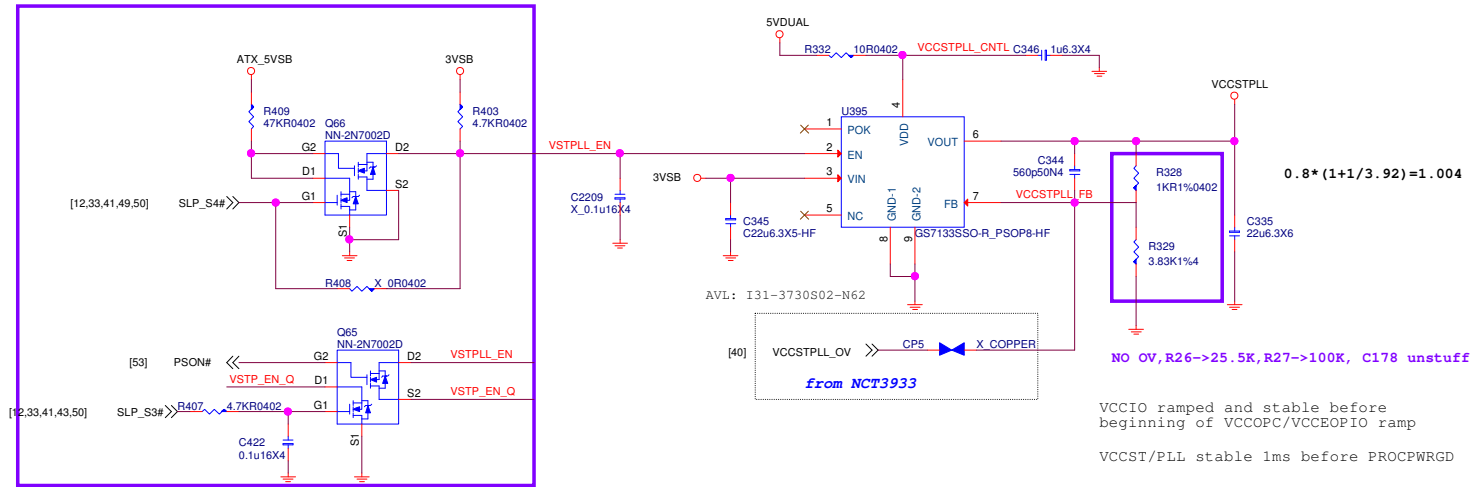 ATX_5VSB
3VSB
R409
47KR0402
R403
4.7KR0402
Q66
NN-2N7002D
G2
D2
D1
S2
G1
S1
[12,33,41,49,50]
SLP_S4#
R408
X_0R0402
VSTPLL_EN
C2209
X_0.1u16X4
Q65
NN-2N7002D
[53]
PSON#
G2
D2
VSTPLL_EN
VSTP_EN_Q
D1
S2
VSTP_EN_Q
[12,33,41,43,50]
SLP_S3#
R407
4.7KR0402
G1
S1
C422
0.1u16X4
5VDUAL
R332
10R0402
VCCSTPLL_CNTL
C346
1u6.3X4
U395
4
VDD
1
POK
2
EN
3
VIN
5
NC
VOUT
6
FB
7
GND-1
GND-2
8
9
GS7133SSO-R_PSOP8-HF
3VSB
C345
C22u6.3X5-HF
AVL: I31-3730S02-N62
VCCSTPLL
C344
560p50N4
VCCSTPLL_FB
R328
1KR1%0402
R329
3.83K1%4
C335
22u6.3X6
0.8*(1+1/3.92)=1.004
[40]
VCCSTPLL_OV
CP5
X_COPPER
from NCT3933
NO OV,R26->25.5K,R27->100K, C178 unstuff
VCCIO ramped and stable before
beginning of VCCOPC/VCCEOPIO ramp
VCCST/PLL stable 1ms before PROCPWRGD